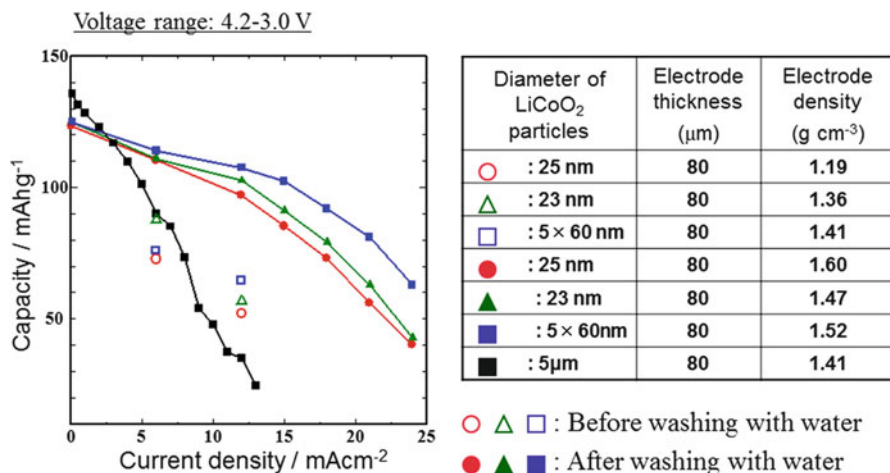 Voltage range: 4.2-3.0 V
150
100
50
0
5
10
15
20
25
Capacity / mAhg-1
Current density / mAcm-2
Diameter of LiCoO2 particles
Electrode thickness (μm)
Electrode density (g cm-3)
: 25 nm 80 1.19
: 23 nm 80 1.36
: 5 × 60 nm 80 1.41
: 25 nm 80 1.60
: 23 nm 80 1.47
: 5 × 60nm 80 1.52
: 5μm 80 1.41
: Before washing with water
: After washing with water